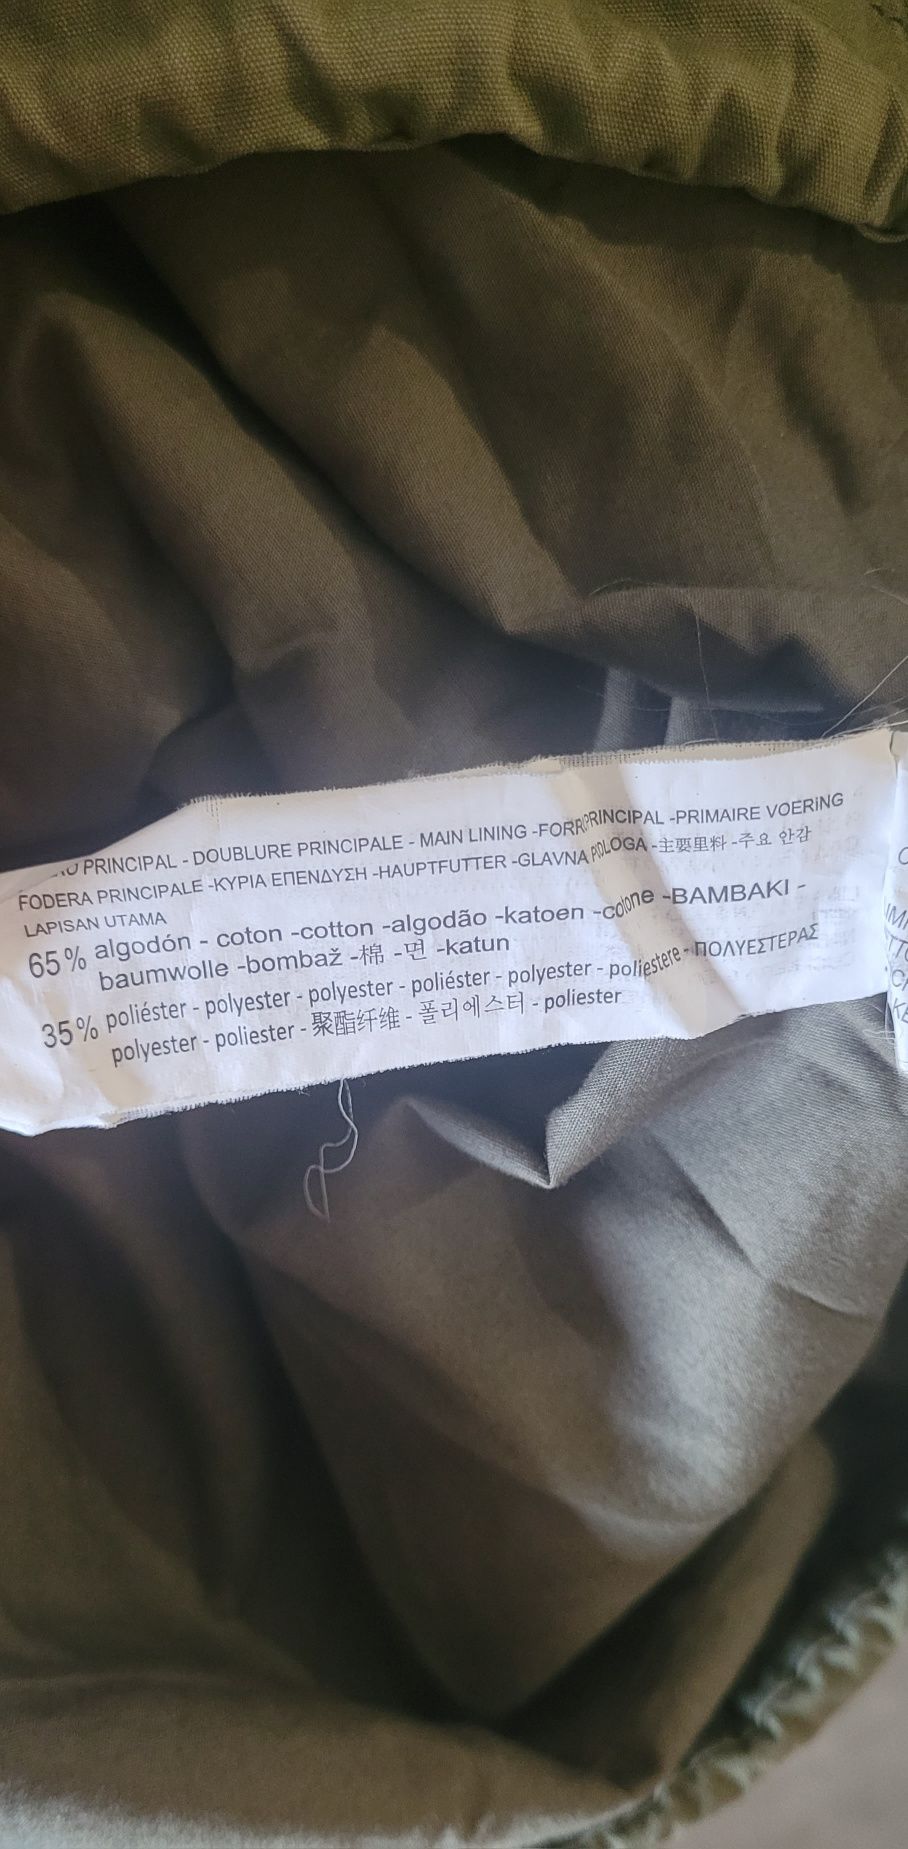 PRINCIPAL - DOUBLURE PRINCIPALE - MAIN LINING -FORR PRINCIPAL -PRIMAIRE VOERING
FODERA PRINCIPALE -ΚΥΡΙΑ ΕΠΕΝΔΥΣΗ -HAUPTFUTTER -GLAVNA PODLOGA -主要里料 -주요 안감
LAPISAN UTAMA
65% algodón - coton -cotton -algodão -katoen -cotone -BAMBAKI -
baumwolle -bombaž -棉 -면 -katun
35% poliéster - polyester - polyester - poliéster - polyester - poliestere - ΠΟΛΥΕΣΤΕΡΑΣ
polyester - poliester - 聚酯纤维 - 폴리에스터 - poliester